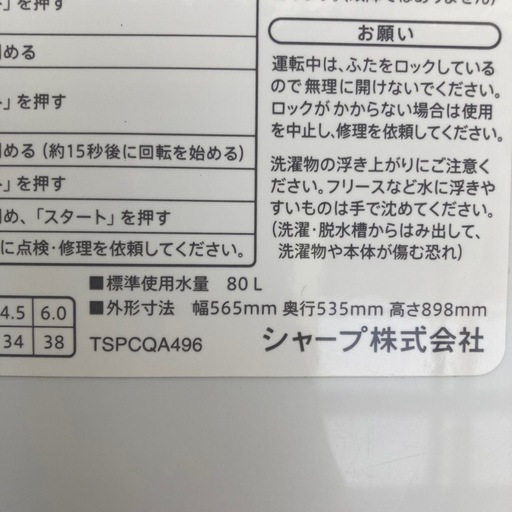 」を押す
める
」を押す
める（約15秒後に回転を始める）
」を押す
め、「スタート」を押す
に点検・修理を依頼してください。
お願い
運転中は、ふたをロックしている
ので無理に開けないでください。
ロックがかからない場合は使用
を中止し、修理を依頼してください。
洗濯物の浮き上がりにご注意く
ださい。フリースなど水に浮きや
すいものは手で沈めてください。
（洗濯・脱水槽からはみ出して、
洗濯物や本体が傷む恐れ）
■標準使用水量 80L
■外形寸法 幅565mm 奥行535mm 高さ898mm
4.5 6.0
34 38
TSPCQA496
シャープ株式会社